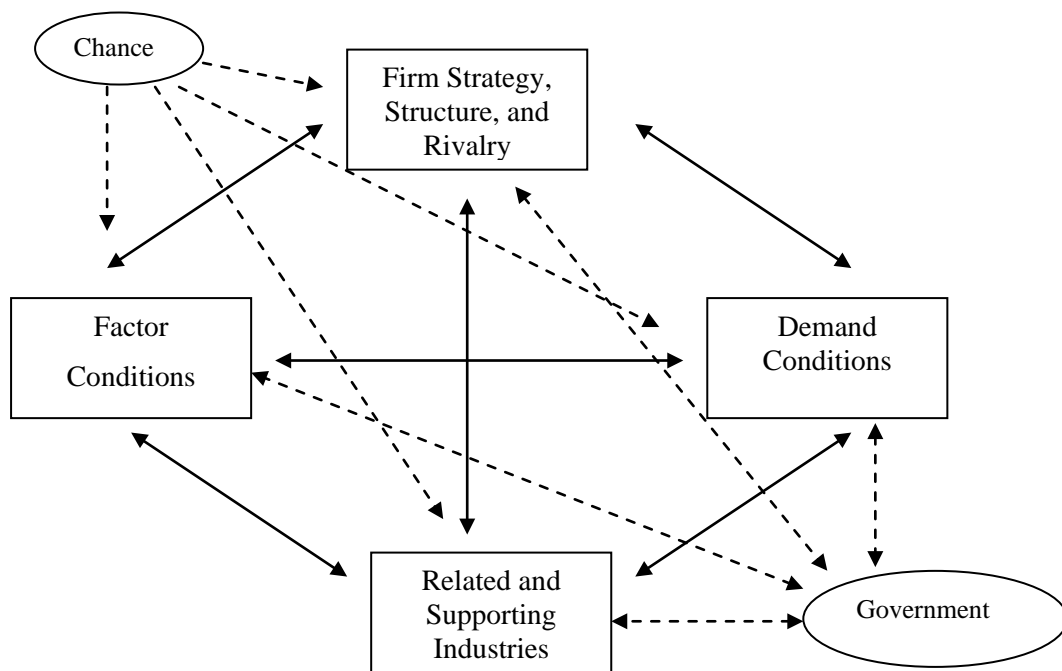 Chance
Firm Strategy,
Structure, and
Rivalry
Factor
Conditions
Demand
Conditions
Related and
Supporting
Industries
Government